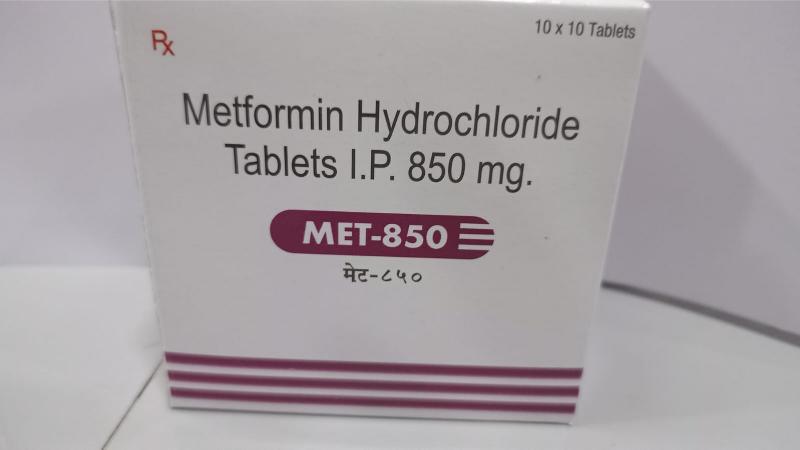 Rx
10 x 10 Tablets
Metformin Hydrochloride
Tablets I.P. 850 mg.
MET-850
मेट-८५०